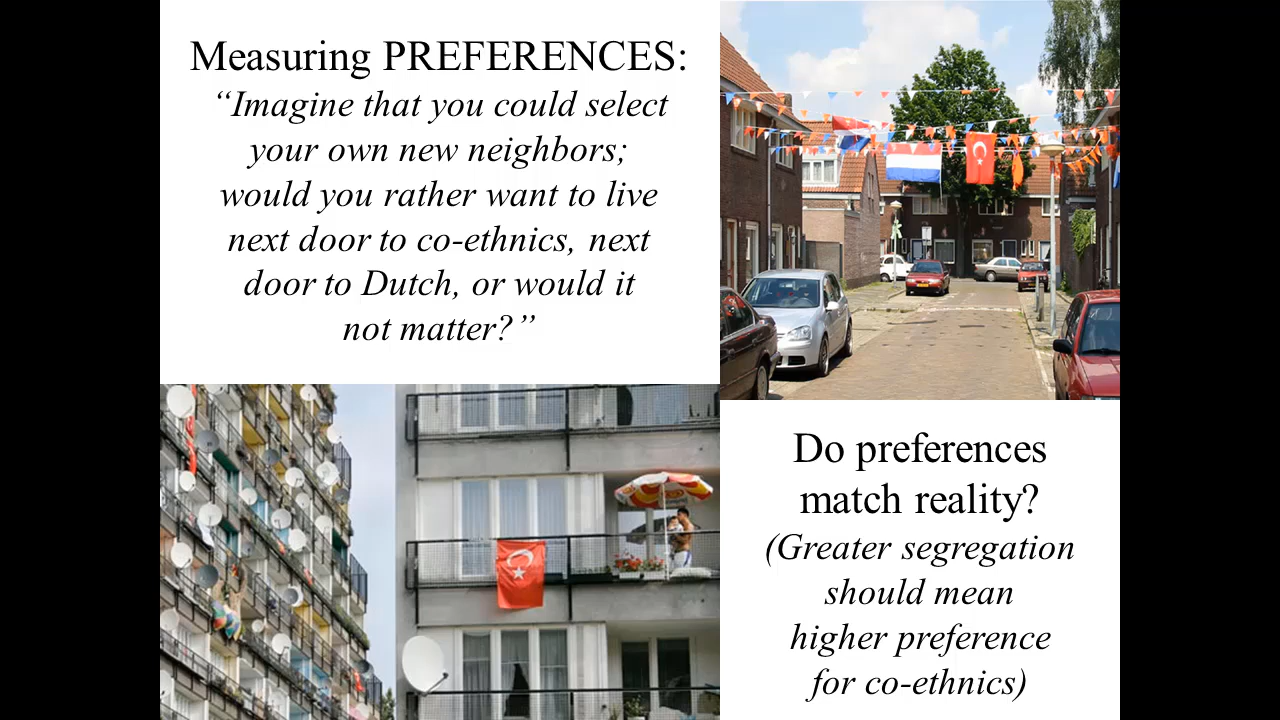 Measuring PREFERENCES:
“Imagine that you could select
your own new neighbors;
would you rather want to live
next door to co-ethnics, next
door to Dutch, or would it
not matter?”
Do preferences
match reality?
(Greater segregation
should mean
higher preference
for co-ethnics)